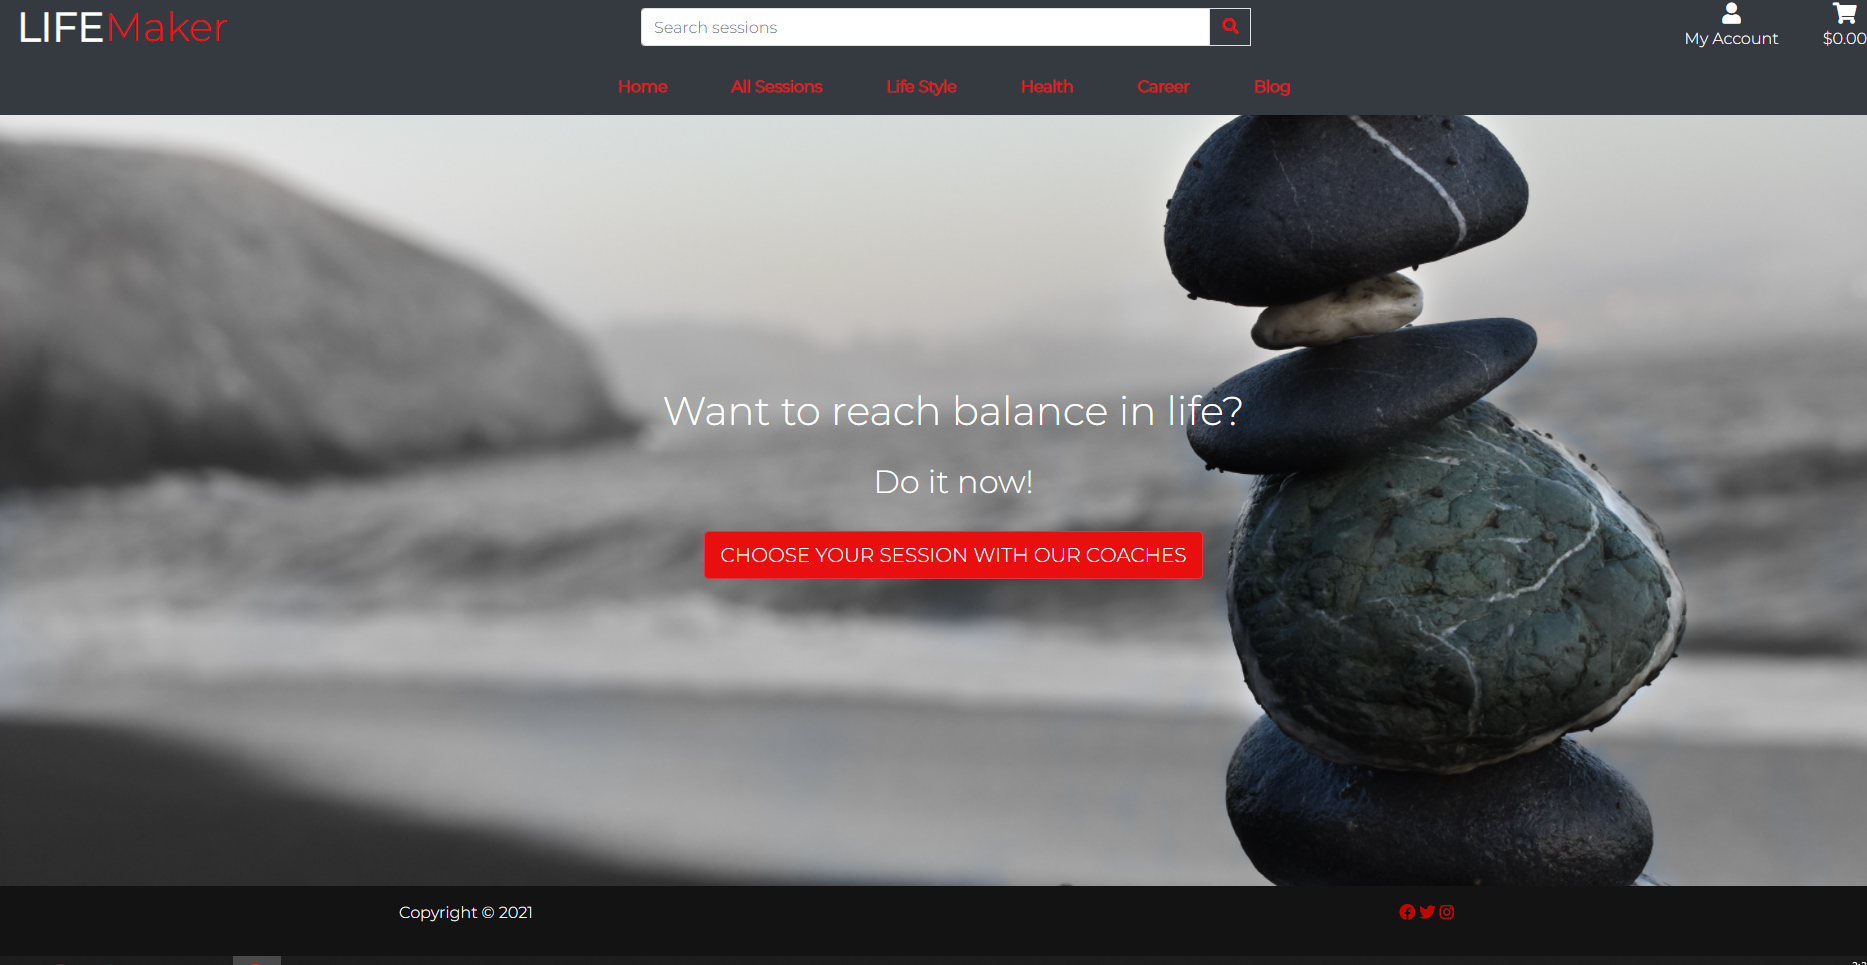 LIFEMaker
Search sessions
My Account
$0.00
Home All Sessions Life Style Health Career Blog
Want to reach balance in life?
Do it now!
CHOOSE YOUR SESSION WITH OUR COACHES
Copyright © 2021